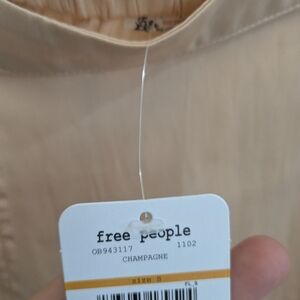 free people
OB943117 1102
CHAMPAGNE
size S